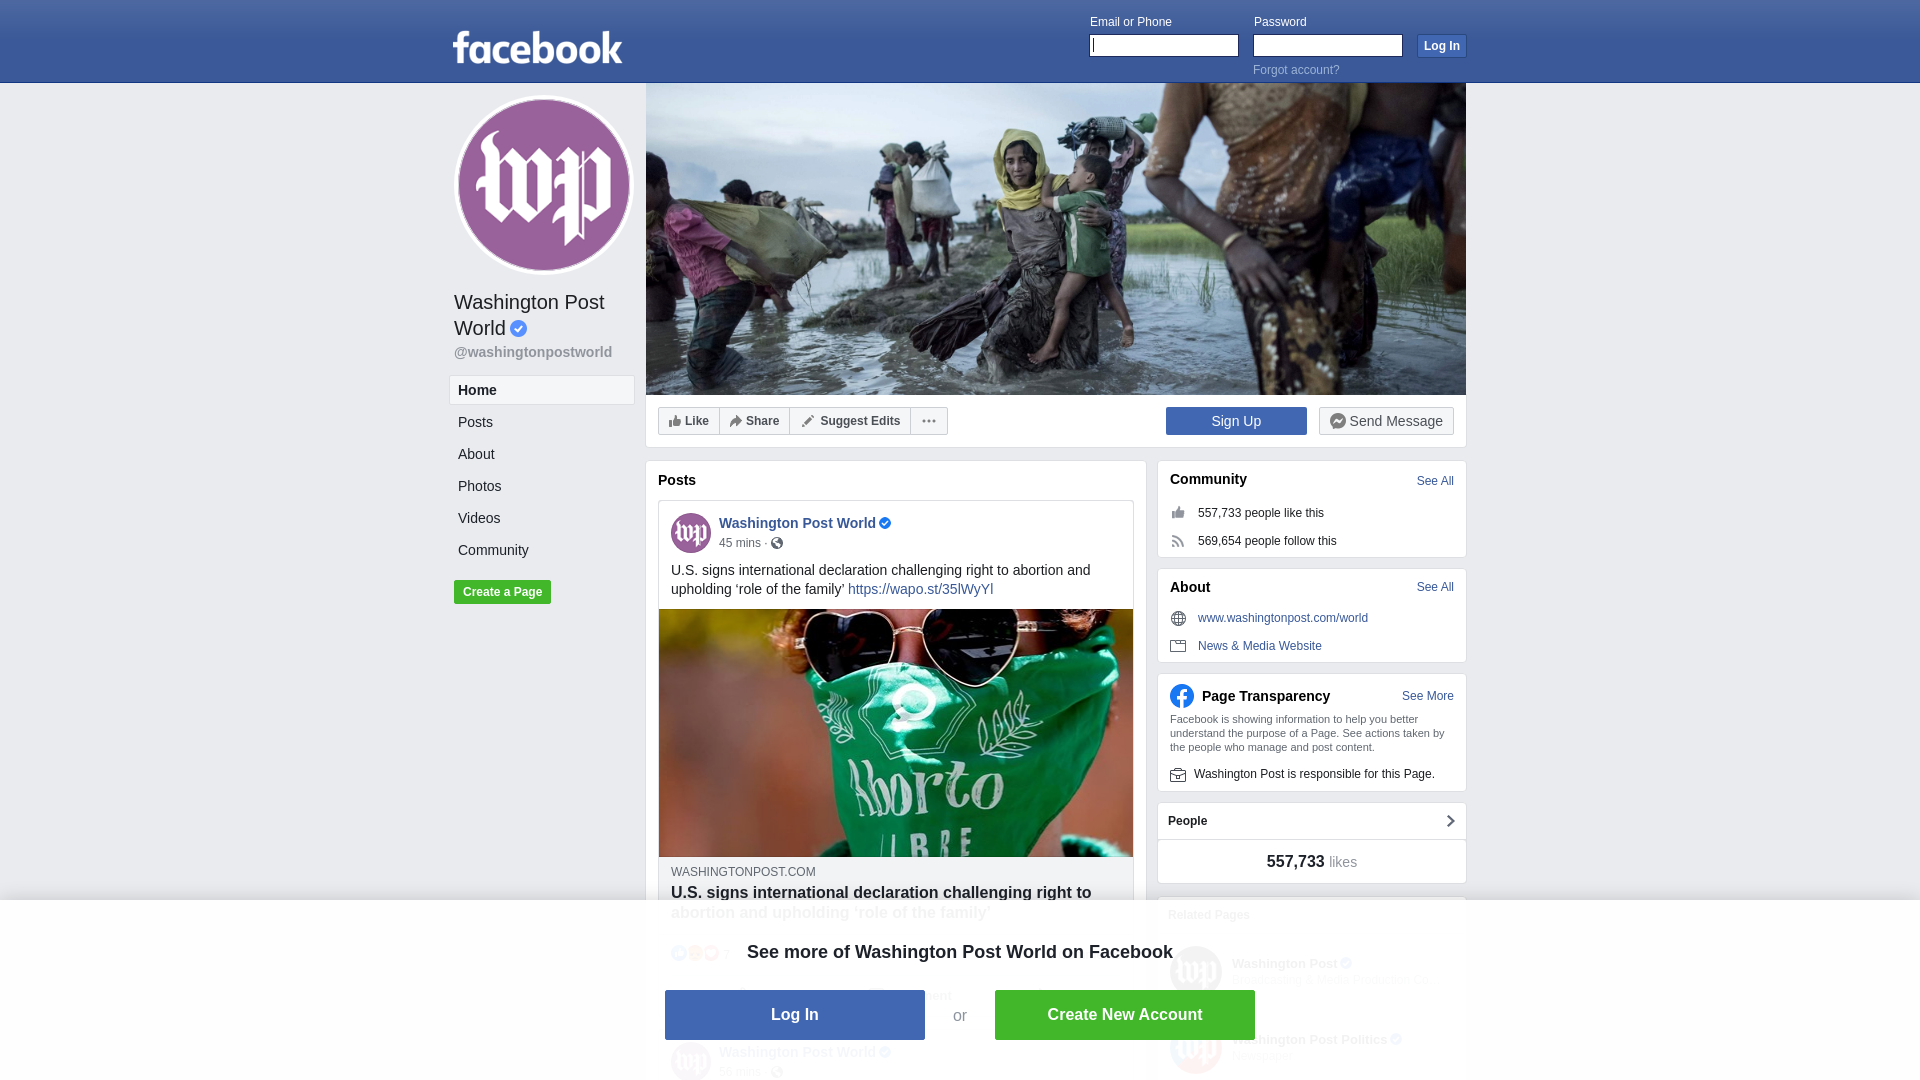 facebook
Email or Phone
Password
Log In
Forgot account?
wp
Washington Post
World
@washingtonpostworld
Home
Posts
About
Photos
Videos
Community
Create a Page
Like
Share
Suggest Edits
Sign Up
Send Message
Posts
wp
Washington Post World
45 mins ·
U.S. signs international declaration challenging right to abortion and
upholding ‘role of the family’ https://wapo.st/35lWyYl
Aborto
L BRE
WASHINGTONPOST.COM
U.S. signs international declaration challenging right to
abortion and upholding ‘role of the family’
Community
See All
557,733 people like this
569,654 people follow this
About
See All
www.washingtonpost.com/world
News & Media Website
Page Transparency
See More
Facebook is showing information to help you better
understand the purpose of a Page. See actions taken by
the people who manage and post content.
Washington Post is responsible for this Page.
People
557,733 likes
Related Pages
wp
Washington Post
wp
Washington Post Politics
See more of Washington Post World on Facebook
Log In
or
Create New Account
wp
Washington Post World